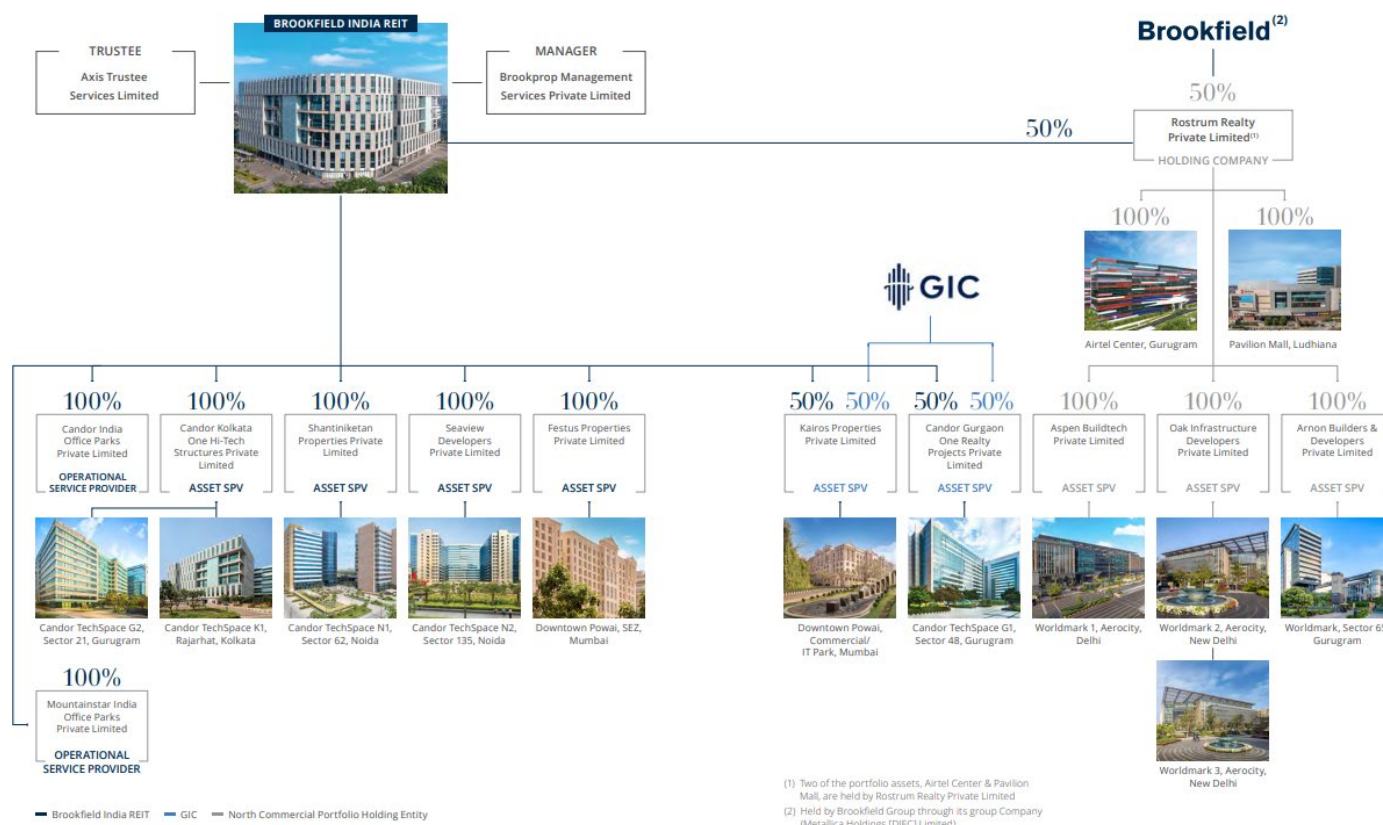 BROOKFIELD INDIA REIT
TRUSTEE
Axis Trustee
Services Limited
MANAGER
Brookprop Management
Services Private Limited
Brookfield(2)
50%
50%
Rostrum Realty
Private Limited(1)
HOLDING COMPANY
100%
100%
Airtel Center, Gurugram
Pavilion Mall, Ludhiana
GIC
100%
Candor India
Office Parks
Private Limited
OPERATIONAL
SERVICE PROVIDER
100%
Candor Kolkata
One Hi-Tech
Structures Private
Limited
ASSET SPV
100%
Shantiniketan
Properties Private
Limited
ASSET SPV
100%
Seaview
Developers
Private Limited
ASSET SPV
100%
Festus Properties
Private Limited
ASSET SPV
50% 50%
Kairos Properties
Private Limited
ASSET SPV
50% 50%
Candor Gurgaon
One Realty
Projects Private
Limited
ASSET SPV
100%
Aspen Buildtech
Private Limited
ASSET SPV
100%
Oak Infrastructure
Developers
Private Limited
ASSET SPV
100%
Arnon Builders &
Developers
Private Limited
ASSET SPV
Candor TechSpace G2,
Sector 21, Gurugram
Candor TechSpace K1,
Rajarhat, Kolkata
Candor TechSpace N1,
Sector 62, Noida
Candor TechSpace N2,
Sector 135, Noida
Downtown Powai, SEZ,
Mumbai
Downtown Powai,
Commercial/
IT Park, Mumbai
Candor TechSpace G1,
Sector 48, Gurugram
Worldmark 1, Aerocity,
Delhi
Worldmark 2, Aerocity,
New Delhi
Worldmark, Sector 65
Gurugram
100%
Mountainstar India
Office Parks
Private Limited
OPERATIONAL
SERVICE PROVIDER
Worldmark 3, Aerocity,
New Delhi
(1) Two of the portfolio assets, Airtel Center & Pavilion
Mall, are held by Rostrum Realty Private Limited
(2) Held by Brookfield Group through its group Company
(Metallica Holdings [DIFC] Limited)
Brookfield India REIT
GIC
North Commercial Portfolio Holding Entity